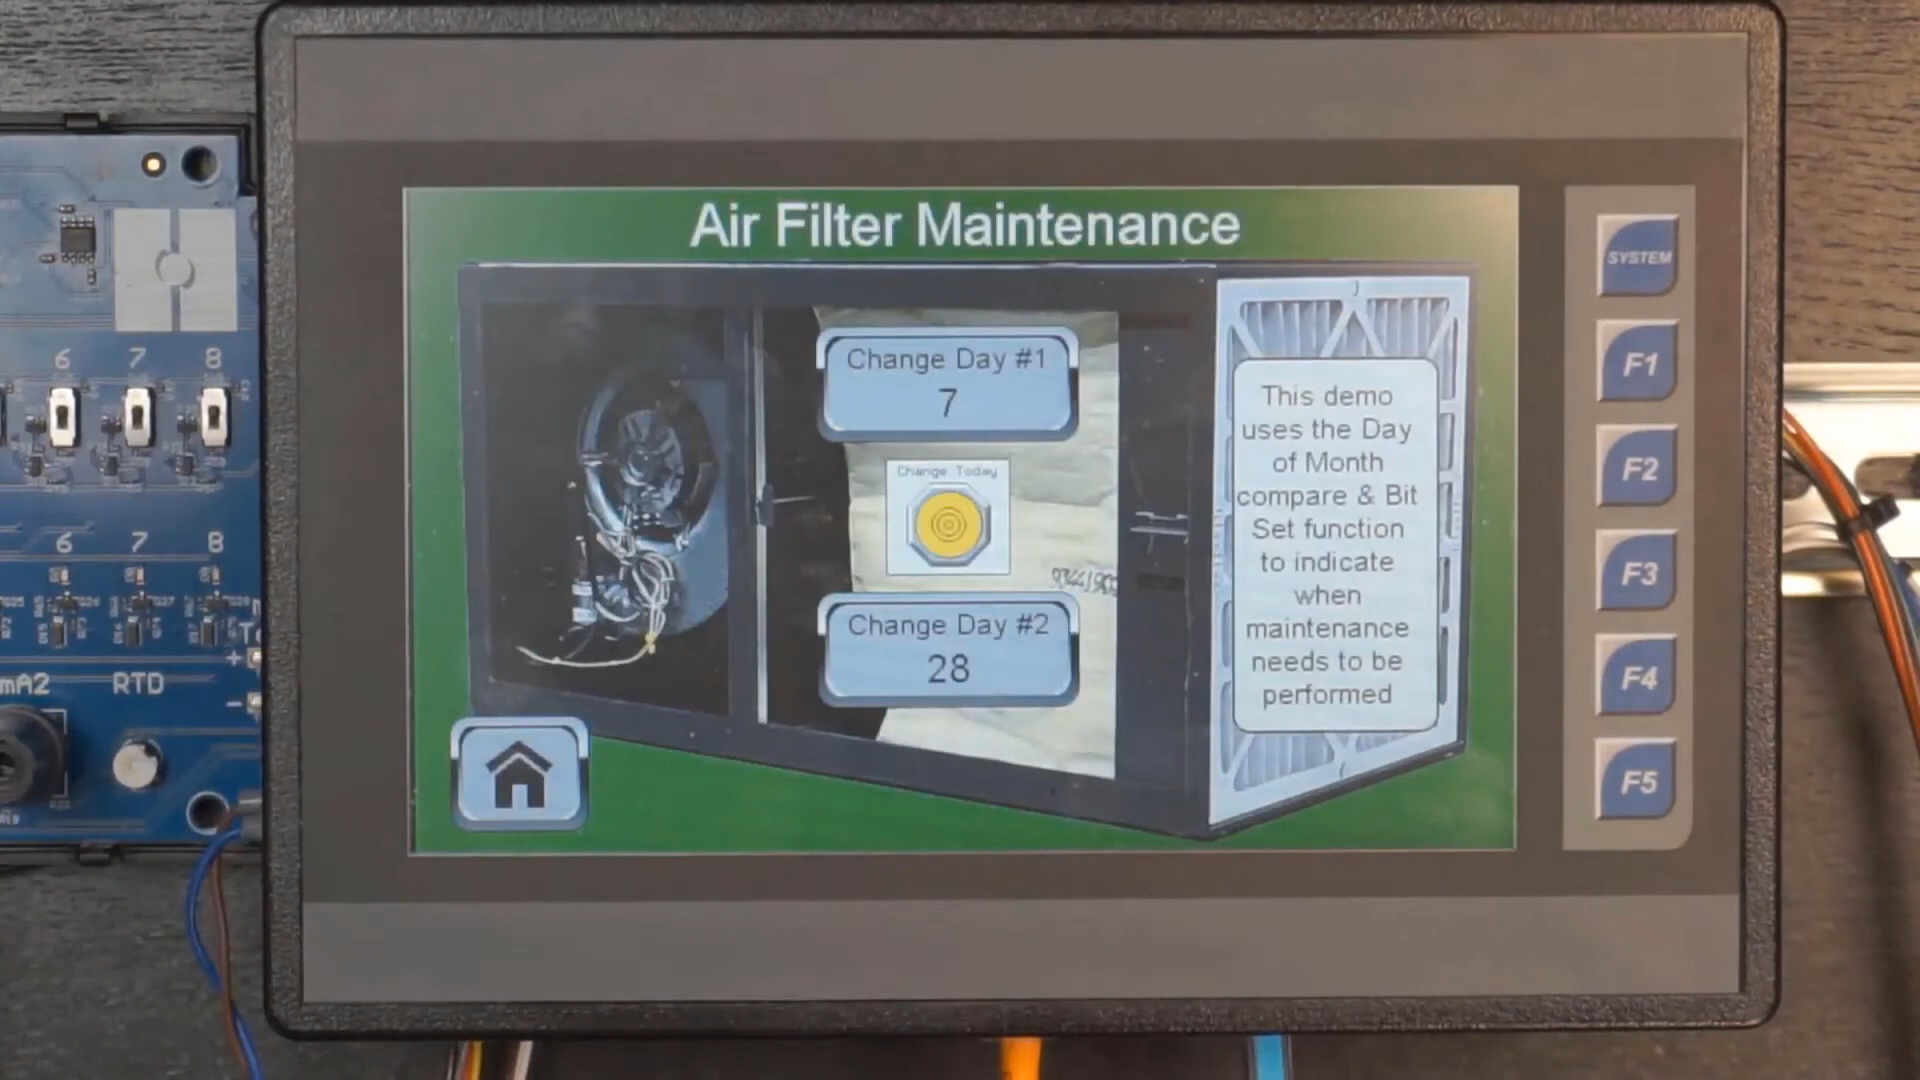 Air Filter Maintenance
SYSTEM
F1
F2
F3
F4
F5
Change Day #1
7
Change Today
Change Day #2
28
This demo
uses the Day
of Month
compare & Bit
Set function
to indicate
when
maintenance
needs to be
performed
6 7 8
6 7 8
mA2 RTD